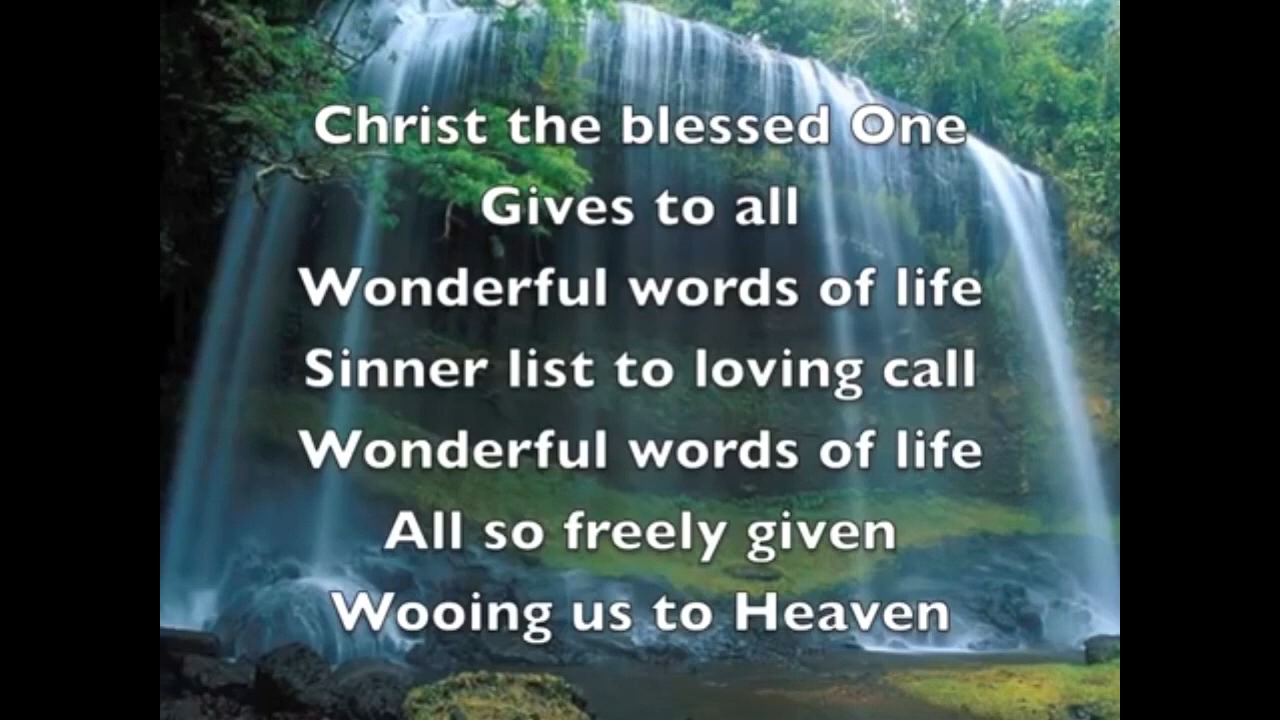 Christ the blessed One
Gives to all
Wonderful words of life
Sinner list to loving call
Wonderful words of life
All so freely given
Wooing us to Heaven